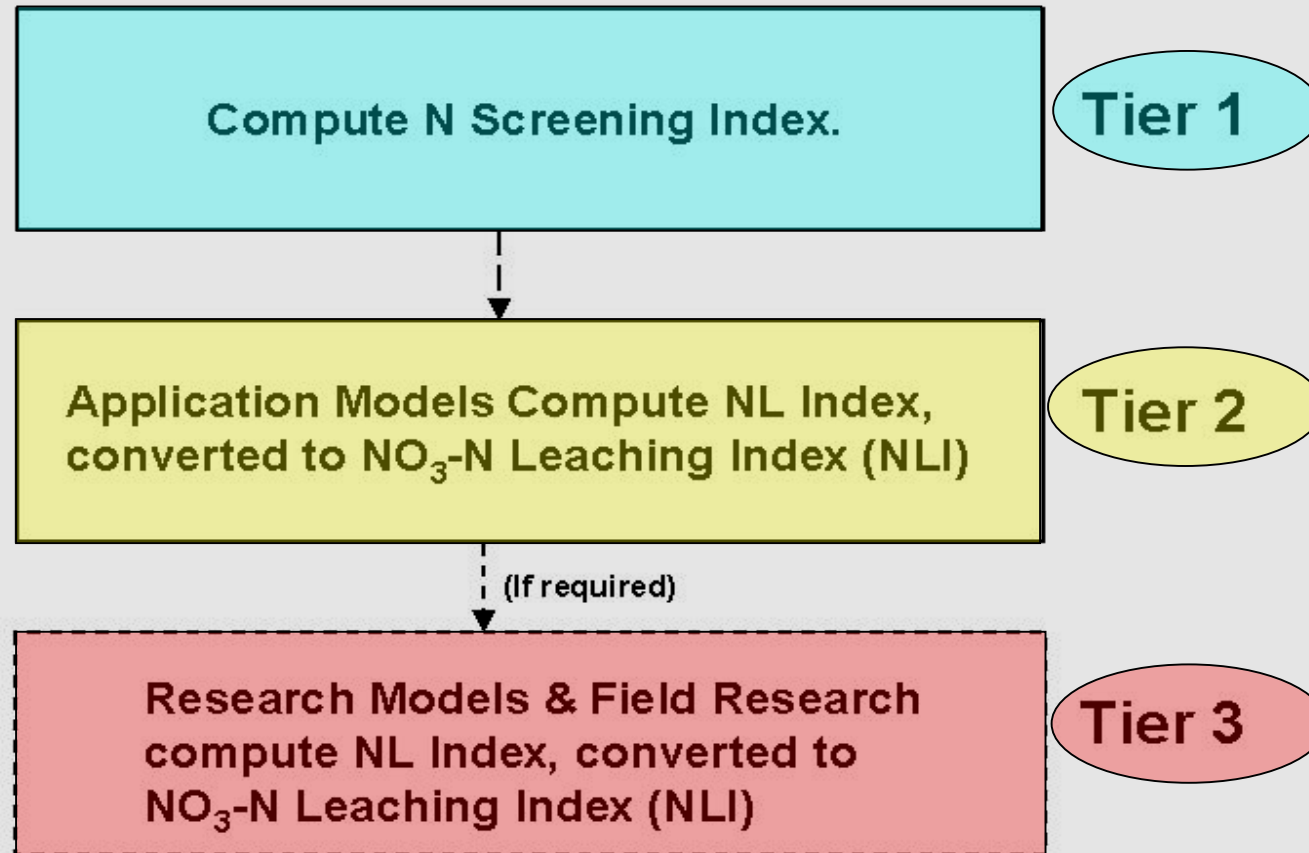 Compute N Screening Index.
Tier 1
Application Models Compute NL Index,
converted to NO₃-N Leaching Index (NLI)
Tier 2
(If required)
Research Models & Field Research
compute NL Index, converted to
NO₃-N Leaching Index (NLI)
Tier 3